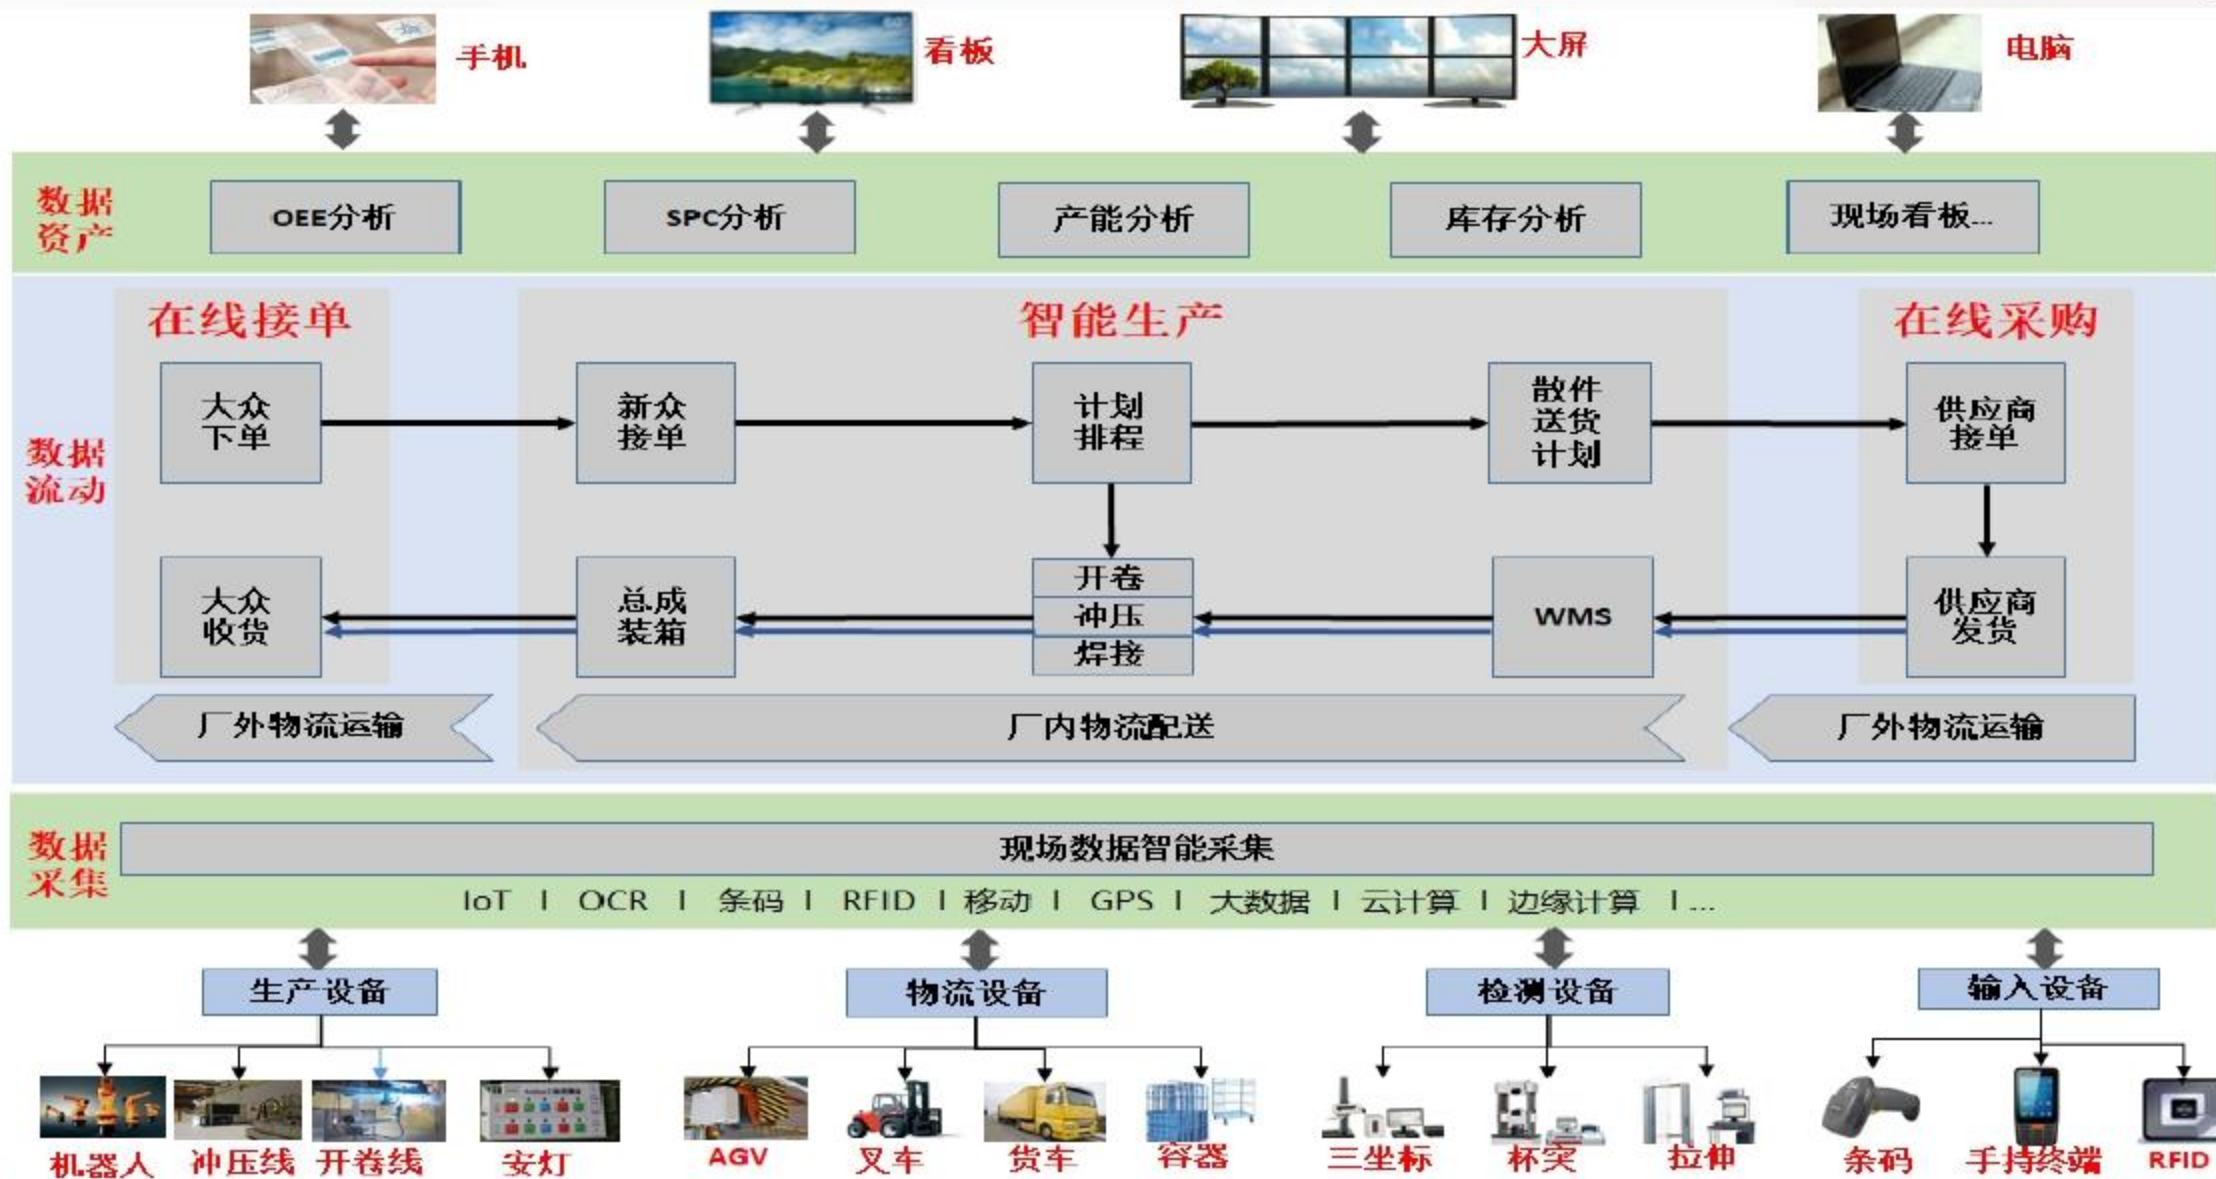 手机
看板
大屏
电脑
数据
资产
OEE分析
SPC分析
产能分析
库存分析
现场看板...
数据
流动
在线接单
智能生产
在线采购
大众
下单
新众
接单
计划
排程
散件
送货
计划
供应商
接单
大众
收货
总成
装箱
开卷
冲压
焊接
WMS
供应商
发货
厂外物流运输
厂内物流配送
厂外物流运输
数据
采集
现场数据智能采集
IoT | OCR | 条码 | RFID | 移动 | GPS | 大数据 | 云计算 | 边缘计算 | ...
生产设备
物流设备
检测设备
输入设备
机器人
冲压线
开卷线
安灯
AGV
叉车
货车
容器
三坐标
杯突
拉伸
条码
手持终端
RFID